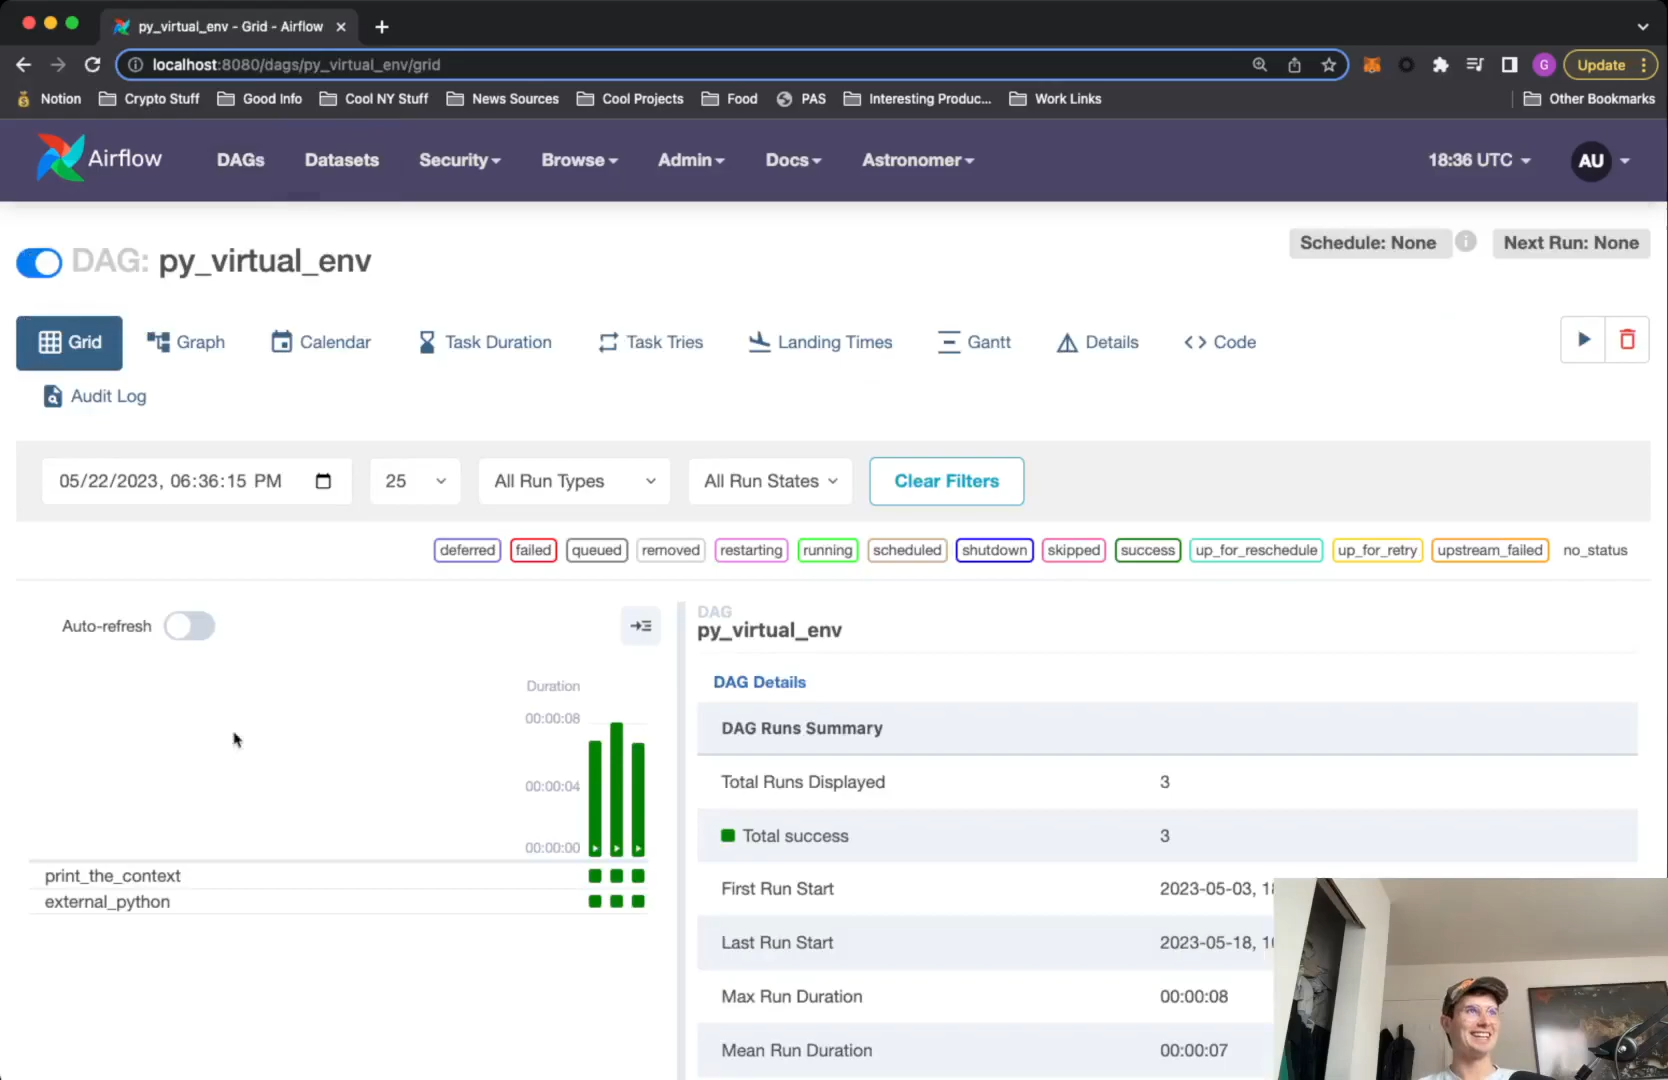 py_virtual_env - Grid - Airflow
localhost:8080/dags/py_virtual_env/grid
G
Update
Notion
Crypto Stuff
Good Info
Cool NY Stuff
News Sources
Cool Projects
Food
PAS
Interesting Produc...
Work Links
Other Bookmarks
Airflow
DAGs
Datasets
Security
Browse
Admin
Docs
Astronomer
18:36 UTC
AU
DAG: py_virtual_env
Schedule: None
Next Run: None
Grid
Graph
Calendar
Task Duration
Task Tries
Landing Times
Gantt
Details
Code
Audit Log
05/22/2023, 06:36:15 PM
25
All Run Types
All Run States
Clear Filters
deferred
failed
queued
removed
restarting
running
scheduled
shutdown
skipped
success
up_for_reschedule
up_for_retry
upstream_failed
no_status
Auto-refresh
Duration
00:00:08
00:00:04
00:00:00
print_the_context
external_python
DAG
py_virtual_env
DAG Details
DAG Runs Summary
Total Runs Displayed 3
Total success 3
First Run Start 2023-05-03, 1
Last Run Start 2023-05-18, 1
Max Run Duration 00:00:08
Mean Run Duration 00:00:07